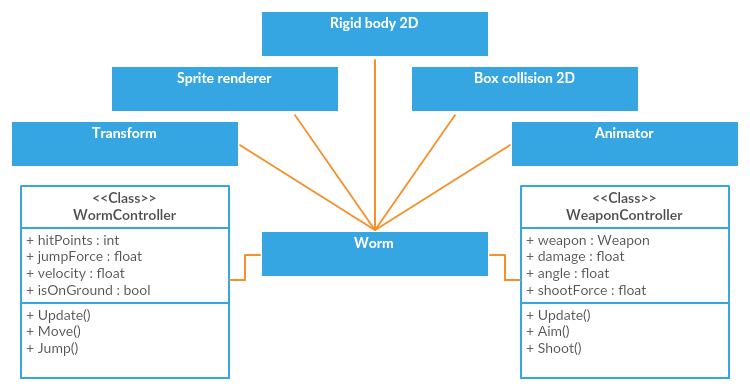 Rigid body 2D
Sprite renderer
Box collision 2D
Transform
Animator
<<Class>>
WormController
+ hitPoints : int
+ jumpForce : float
+ velocity : float
+ isOnGround : bool
+ Update()
+ Move()
+ Jump()
Worm
<<Class>>
WeaponController
+ weapon : Weapon
+ damage : float
+ angle : float
+ shootForce : float
+ Update()
+ Aim()
+ Shoot()